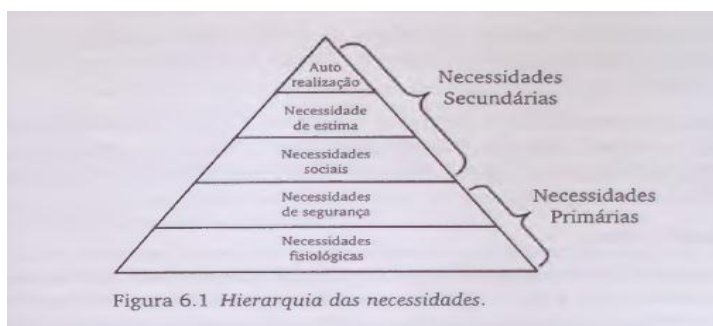 Auto
realização
Necessidade
de estima
Necessidades
sociais
Necessidades
de segurança
Necessidades
fisiológicas
Necessidades
Secundárias
Necessidades
Primárias
Figura 6.1 Hierarquia das necessidades.